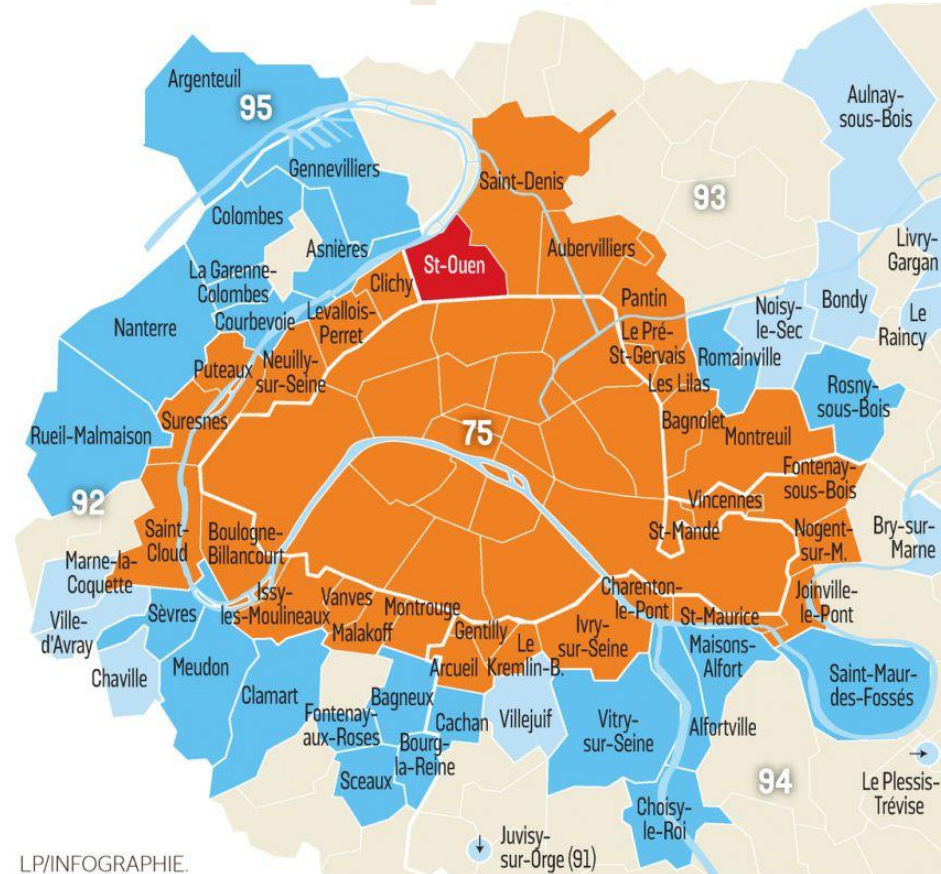 Argenteuil
95
Aulnay-
sous-Bois
Gennevilliers
Saint-Denis
93
Colombes
Asnières
Aubervilliers
Livry-
Gargan
St-Ouen
La Garenne-
Colombes
Clichy
Pantin
Bondy
Noisy-
le-Sec
Nanterre
Courbevoie
Levallois-
Perret
Le
Raincy
Le Pré-
St-Gervais
Romainville
Puteaux
Neuilly-
sur-Seine
Les Lilas
Rosny-
sous-Bois
Suresnes
Bagnolet
Rueil-Malmaison
75
Montreuil
Fontenay-
sous-Bois
92
Vincennes
Saint-
Cloud
Boulogne-
Billancourt
St-Mandé
Nogent-
sur-M.
Bry-sur-
Marne
Marne-la-
Coquette
Issy-
les-Moulineaux
Vanves
Montrouge
Charenton-
le-Pont
Joinville-
le-Pont
Sèvres
Ville-
d'Avray
Malakoff
Gentilly
Le
Kremlin-B.
Ivry-
sur-Seine
St-Maurice
Maisons-
Alfort
Chaville
Meudon
Arcueil
Saint-Maur-
des-Fossés
Clamart
Bagneux
Fontenay-
aux-Roses
Cachan
Villejuif
Vitry-
sur-Seine
Alfortville
Bourg-
la-Reine
Sceaux
94
Le Plessis-
Trévise
Choisy-
le-Roi
Juvisy-
sur-Orge (91)
LP/INFOGRAPHIE.